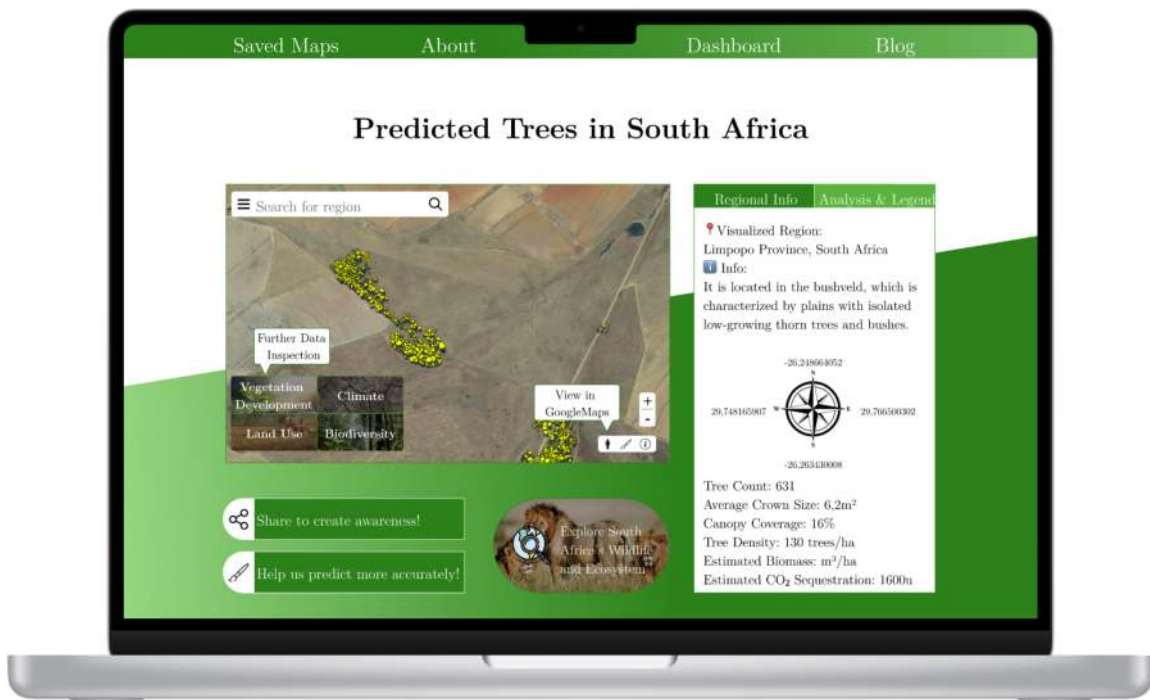 Saved Maps
About
Dashboard
Blog
Predicted Trees in South Africa
Search for region
Further Data
Inspection
Vegetation
Development
Climate
Land Use
Biodiversity
View in
GoogleMaps
+
-
Regional Info
Analysis & Legend
Visualized Region:
Limpopo Province, South Africa
Info:
It is located in the bushveld, which is
characterized by plains with isolated
low-growing thorn trees and bushes.
-26,248664052
N
29,748165907 W
E 29,766500302
S
-26,263430008
Tree Count: 631
Average Crown Size: 6,2m²
Canopy Coverage: 16%
Tree Density: 130 trees/ha
Estimated Biomass: m³/ha
Estimated CO₂ Sequestration: 1600u
Share to create awareness!
Help us predict more accurately!
Explore South
Africa's Wildlife
and Ecosystem